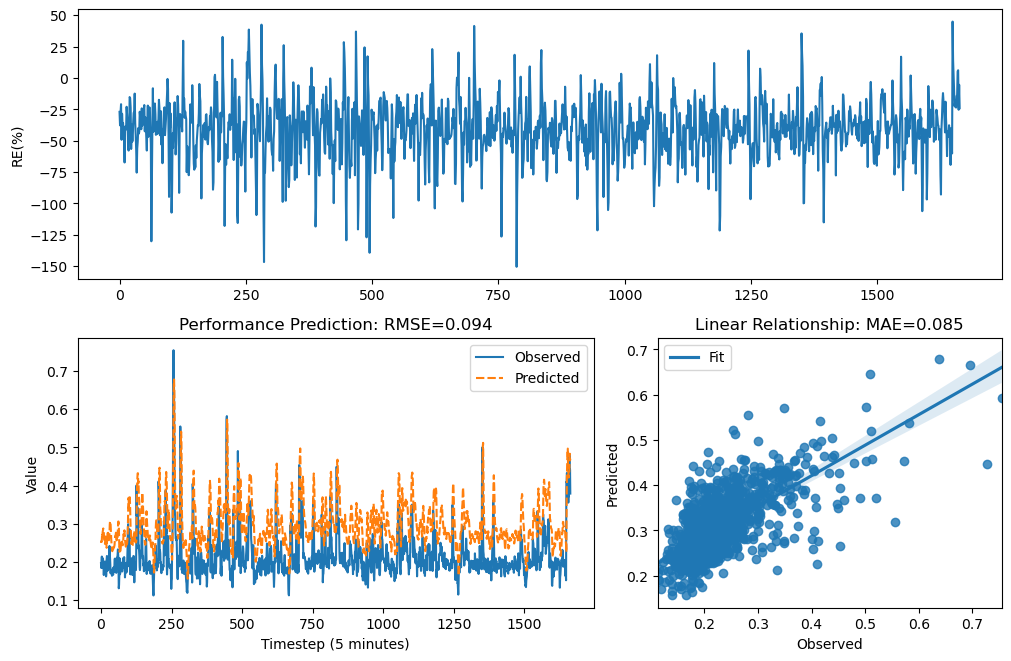 RE(%)
50
25
0
−25
−50
−75
−100
−125
−150
0 250 500 750 1000 1250 1500
Performance Prediction: RMSE=0.094
Value
0.7
0.6
0.5
0.4
0.3
0.2
0.1
Observed
Predicted
0 250 500 750 1000 1250 1500
Timestep (5 minutes)
Linear Relationship: MAE=0.085
Predicted
0.7
0.6
0.5
0.4
0.3
0.2
Fit
0.2 0.3 0.4 0.5 0.6 0.7
Observed